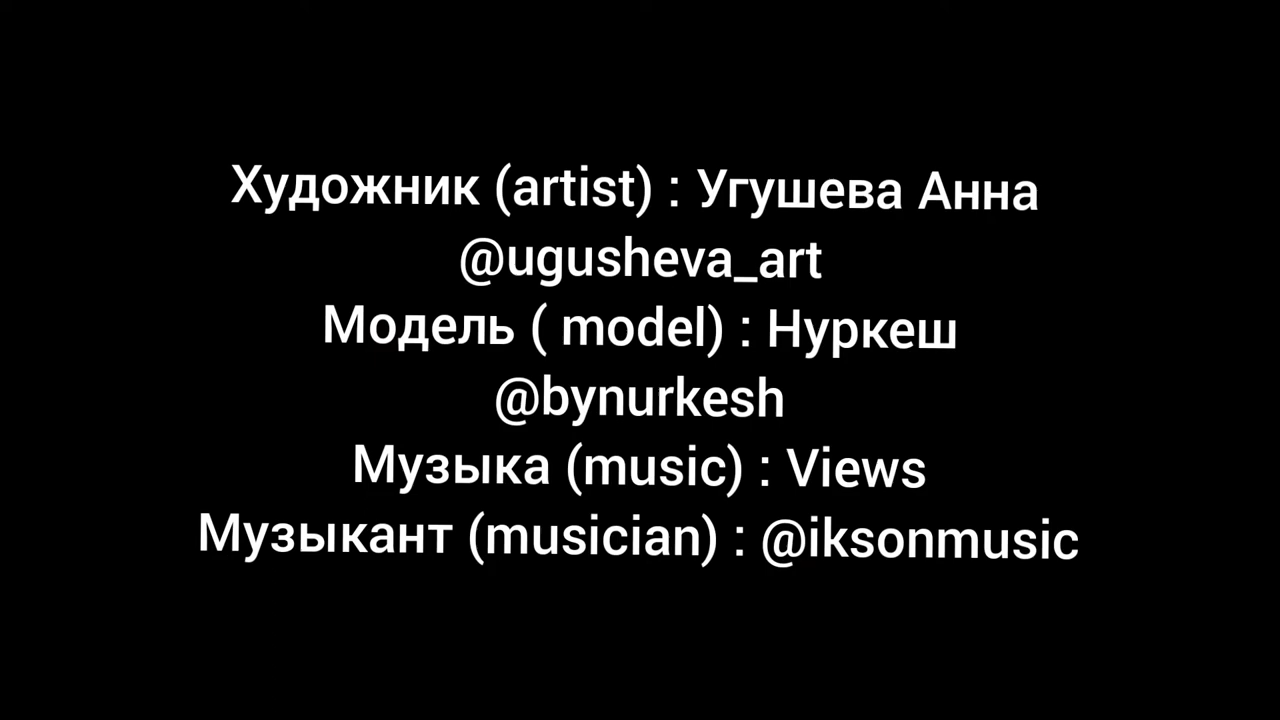 Художник (artist) : Угушева Анна
@ugusheva_art
Модель ( model) : Нуркеш
@bynurkesh
Музыка (music) : Views
Музыкант (musician) : @iksonmusic